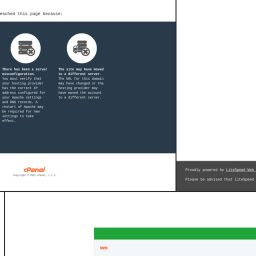 reached this page because:
There has been a server
misconfiguration.
You must verify that
your hosting provider
has the correct IP
address configured for
your Apache settings
and DNS records. A
restart of Apache may
be required for new
settings to take
effect.
The site may have moved
to a different server.
The URL for this domain
may have changed or the
hosting provider may
have moved the account
to a different server.
cPanel
Copyright ©
Proudly powered by LiteSpeed Web
Please be advised that LiteSpeed